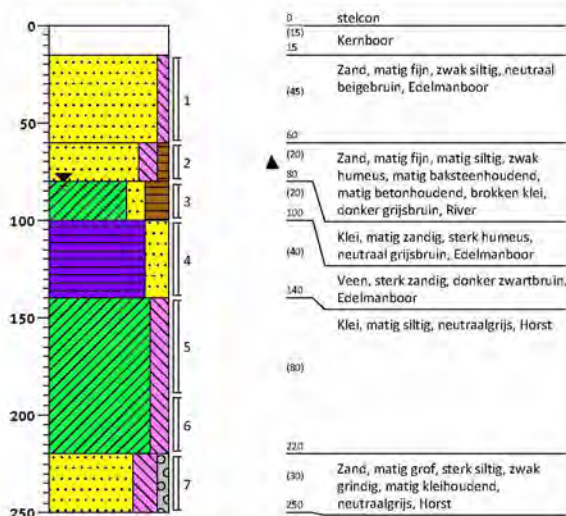 0
50
100
150
200
250
1
2
3
4
5
6
7
0 stelcon
(15) Kernboor
15
(45) Zand, matig fijn, zwak siltig, neutraal
beigebruin, Edelmanboor
60
(20) Zand, matig fijn, matig siltig, zwak
humeus, matig baksteenhoudend,
80 matig betonhoudend, brokken klei,
(20) donker grijsbruin, River
100 Klei, matig zandig, sterk humeus,
neutraal grijsbruin, Edelmanboor
(40) Veen, sterk zandig, donker zwartbruin,
140 Edelmanboor
Klei, matig siltig, neutraalgrijs, Horst
(80)
220
(30) Zand, matig grof, sterk siltig, zwak
grindig, matig kleihoudend,
250 neutraalgrijs, Horst